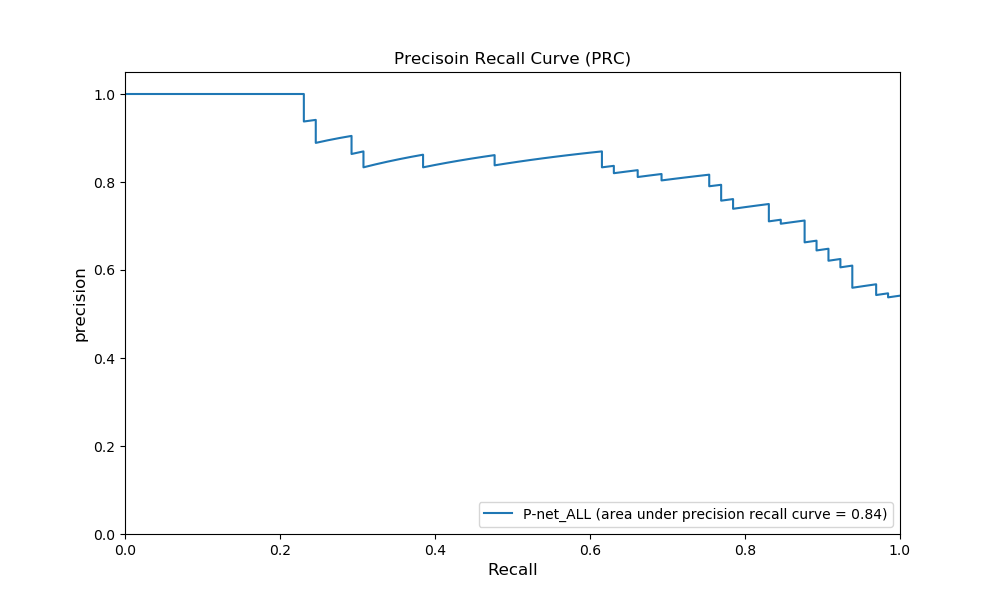 Precisoin Recall Curve (PRC)
1.0
0.8
0.6
0.4
0.2
0.0
precision
P-net_ALL (area under precision recall curve = 0.84)
0.0 0.2 0.4 0.6 0.8 1.0
Recall